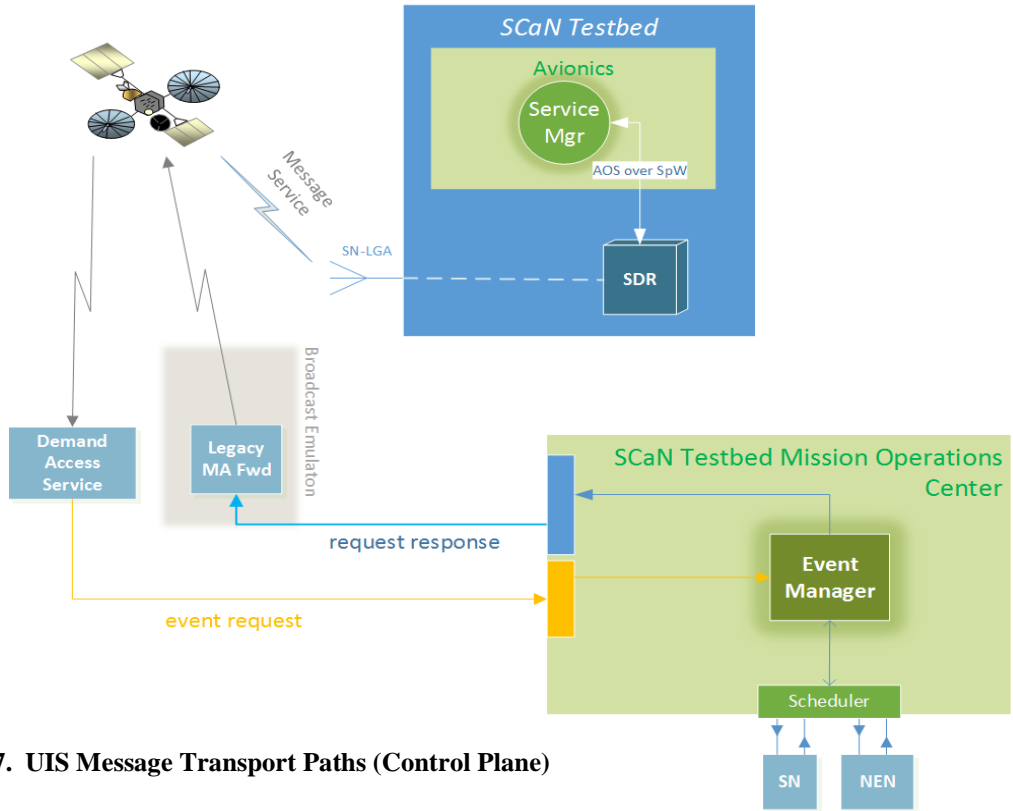 SCaN Testbed
Avionics
Service
Mgr
AOS over SpW
Message
Service
SN-LGA
SDR
Broadcast Emulaton
Demand
Access
Service
Legacy
MA Fwd
SCaN Testbed Mission Operations
Center
request response
Event
Manager
event request
Scheduler
SN
NEN
7. UIS Message Transport Paths (Control Plane)